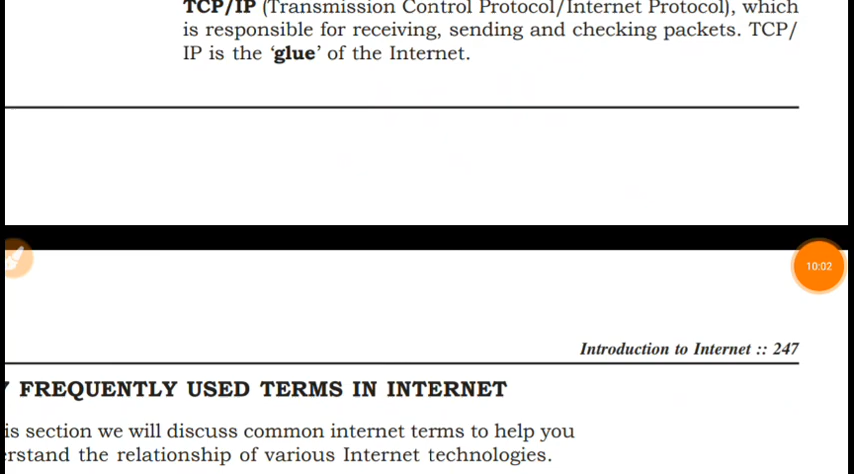 TCP/IP (Transmission Control Protocol/Internet Protocol), which
is responsible for receiving, sending and checking packets. TCP/
IP is the ‘glue’ of the Internet.
10:02
Introduction to Internet :: 247
FREQUENTLY USED TERMS IN INTERNET
is section we will discuss common internet terms to help you
rstand the relationship of various Internet technologies.